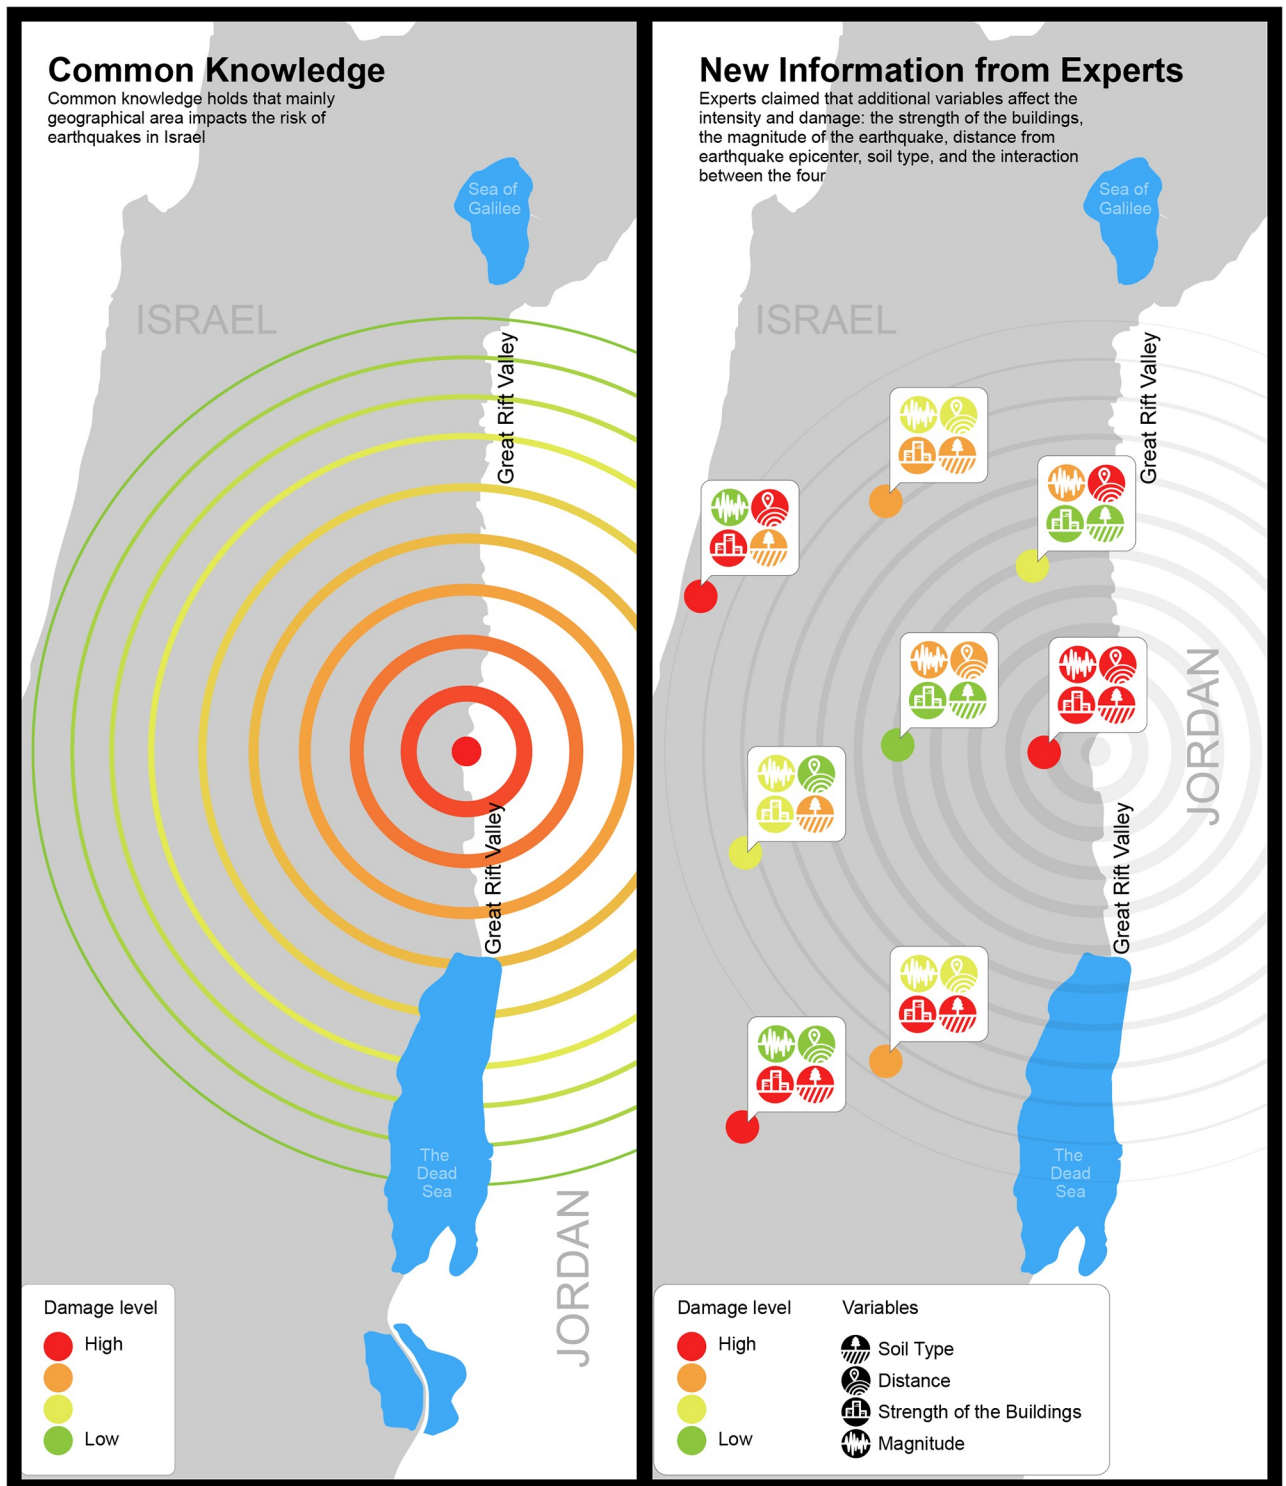 Common Knowledge
Common knowledge holds that mainly
geographical area impacts the risk of
earthquakes in Israel
Sea of
Galilee
ISRAEL
Great Rift Valley
Great Rift Valley
The
Dead
Sea
JORDAN
Damage level
High
Low
New Information from Experts
Experts claimed that additional variables affect the
intensity and damage: the strength of the buildings,
the magnitude of the earthquake, distance from
earthquake epicenter, soil type, and the interaction
between the four
Sea of
Galilee
ISRAEL
Great Rift Valley
JORDAN
Great Rift Valley
The
Dead
Sea
Damage level
High
Low
Variables
Soil Type
Distance
Strength of the Buildings
Magnitude